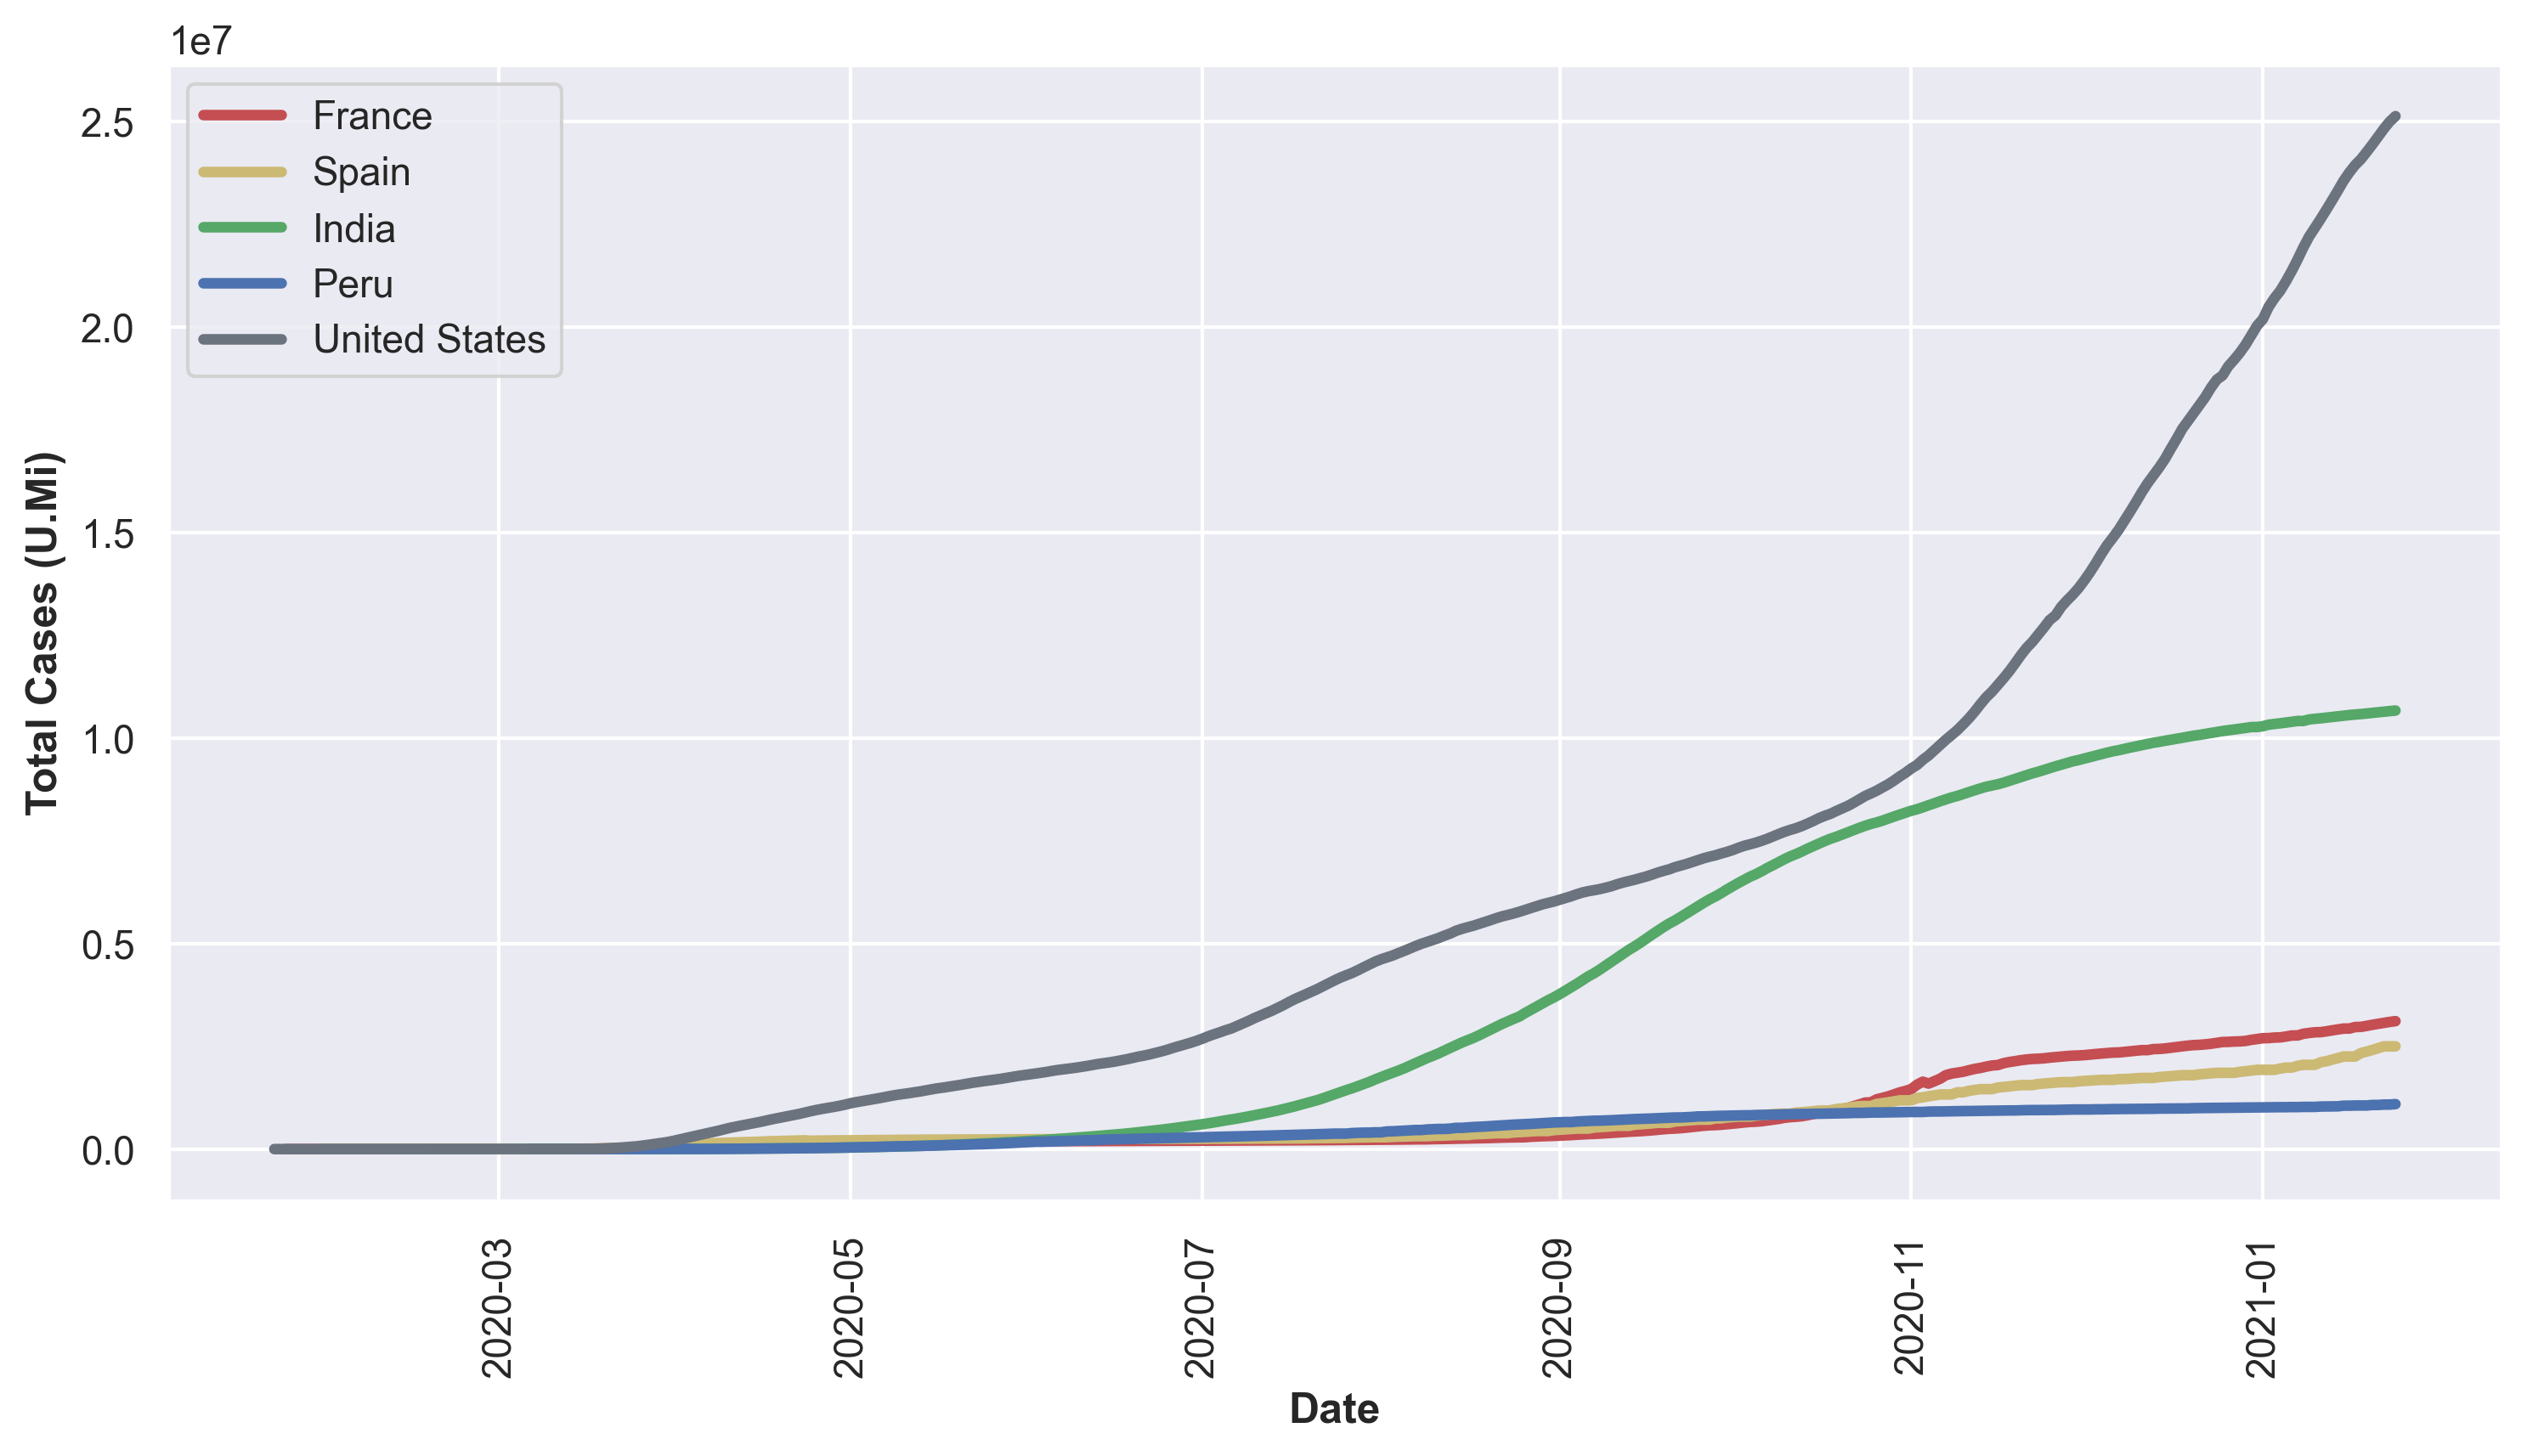 1e7
2.5
2.0
1.5
1.0
0.5
0.0
Total Cases (U.Mi)
France
Spain
India
Peru
United States
2020-03
2020-05
2020-07
2020-09
2020-11
2021-01
Date